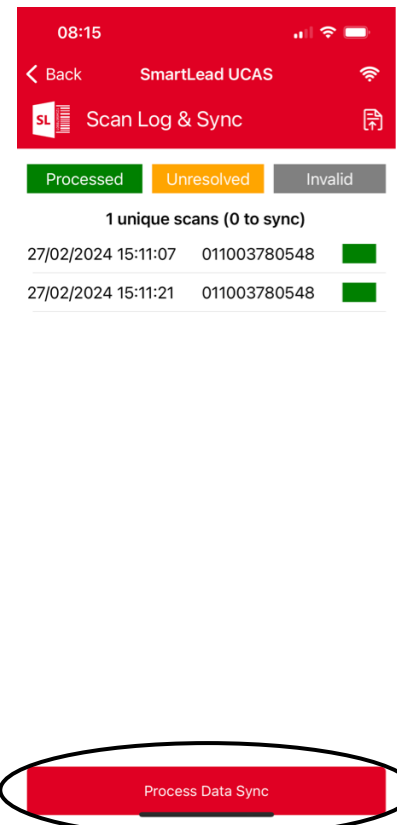 08:15
Back SmartLead UCAS
SL Scan Log & Sync
Processed Unresolved Invalid
1 unique scans (0 to sync)
27/02/2024 15:11:07 011003780548
27/02/2024 15:11:21 011003780548
Process Data Sync